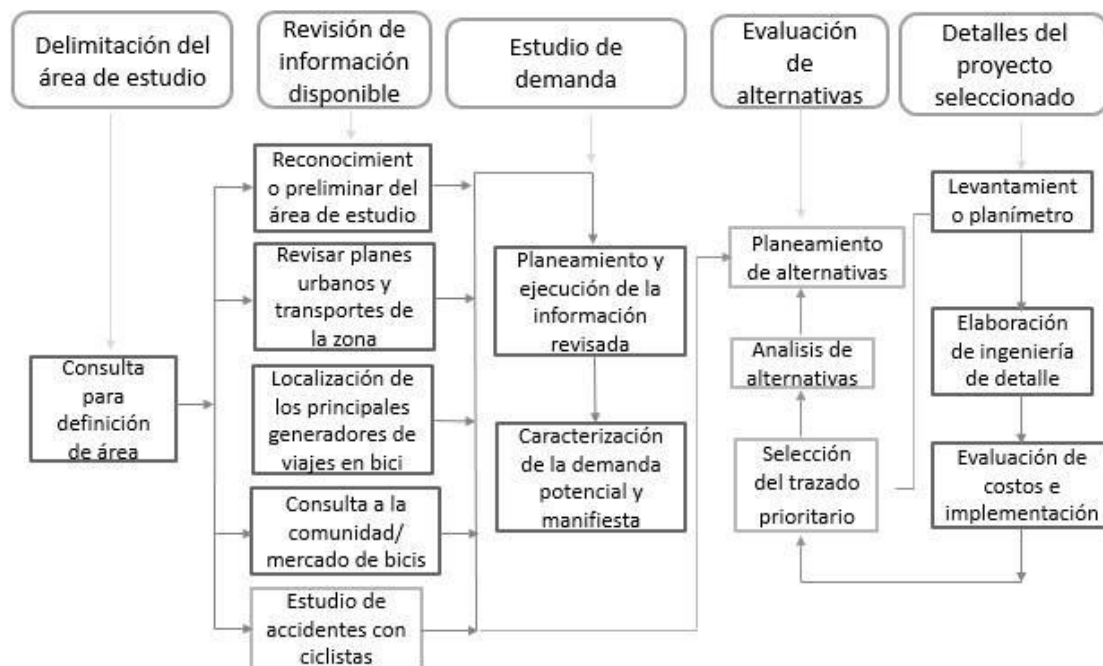 Delimitación del
área de estudio
Revisión de
información
disponible
Estudio de
demanda
Evaluación
de
alternativas
Detalles del
proyecto
seleccionado
Consulta
para
definición
de área
Reconocimient
o preliminar del
área de estudio
Revisar planes
urbanos y
transportes de
la zona
Localización de
los principales
generadores de
viajes en bici
Consulta a la
comunidad/
mercado de bicis
Estudio de
accidentes con
ciclistas
Planeamiento y
ejecución de la
información
revisada
Caracterización
de la demanda
potencial y
manifiesta
Planeamiento
de alternativas
Analisis de
alternativas
Selección
del trazado
prioritario
Levantamient
o planímetro
Elaboración
de ingeniería
de detalle
Evaluación de
costos e
implementación